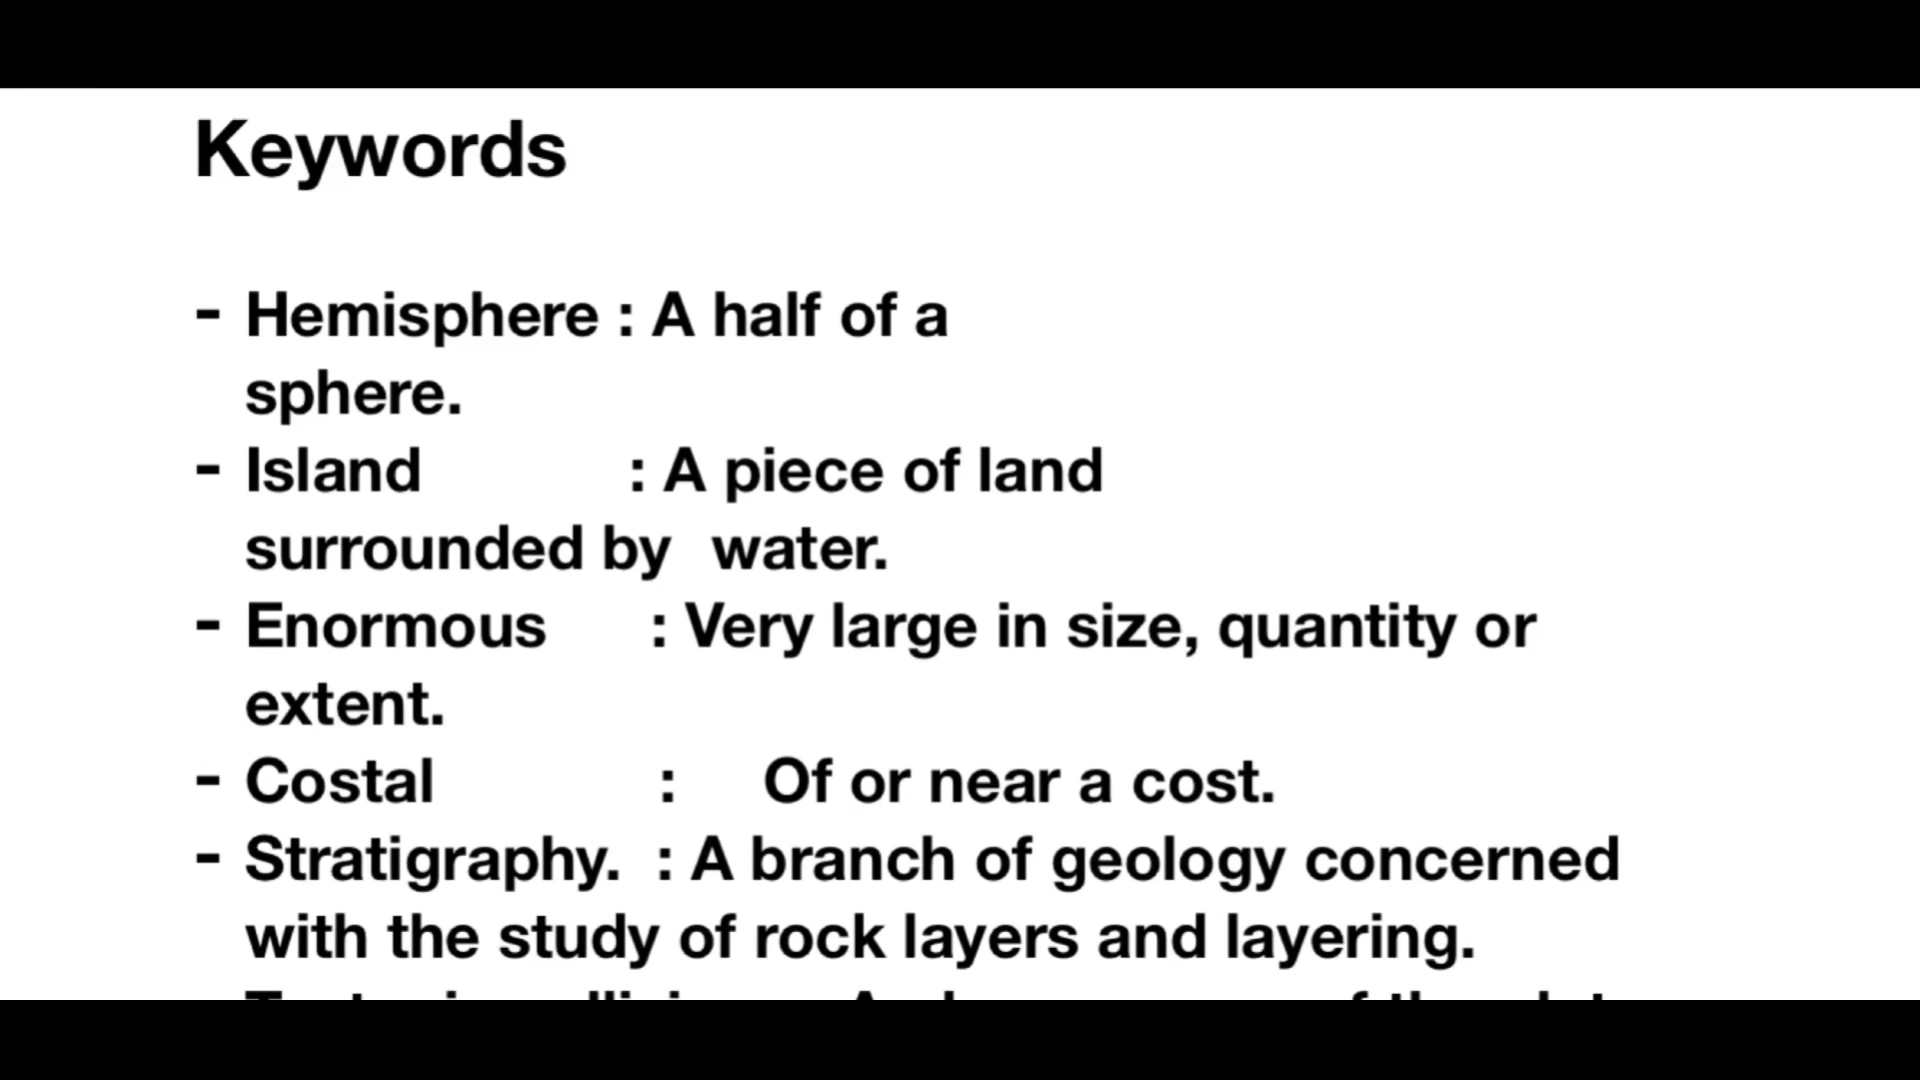 Keywords
- Hemisphere : A half of a
sphere.
- Island : A piece of land
surrounded by water.
- Enormous : Very large in size, quantity or
extent.
- Costal : Of or near a cost.
- Stratigraphy. : A branch of geology concerned
with the study of rock layers and layering.